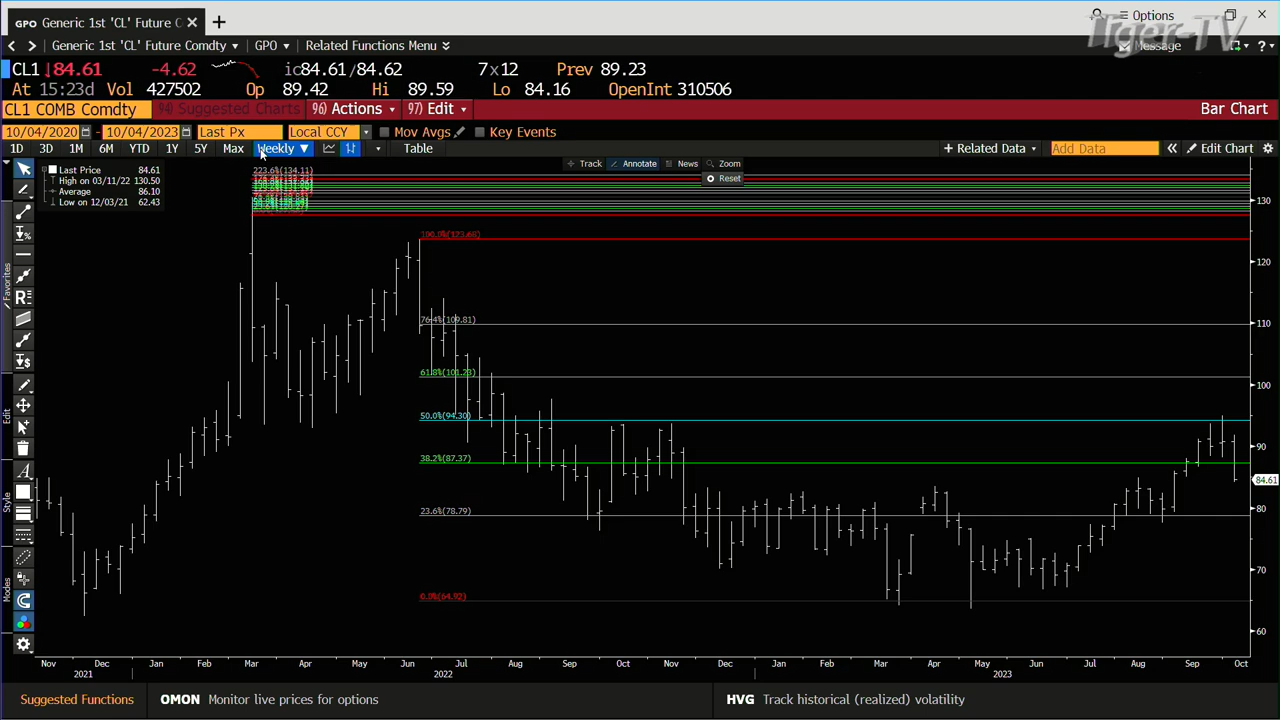 GPO Generic 1st 'CL' Future C × +
Options
Tiger-TV
Generic 1st 'CL' Future Comdty GPO Related Functions Menu
Message
CL1 ↓84.61 -4.62 ic84.61/84.62 7x12 Prev 89.23
At 15:23d Vol 427502 Op 89.42 Hi 89.59 Lo 84.16 OpenInt 310506
CL1 COMB Comdty 94) Suggested Charts 96) Actions 97) Edit Bar Chart
10/04/2020 - 10/04/2023 Last Px Local CCY Mov Avgs Key Events
1D 3D 1M 6M YTD 1Y 5Y Max Weekly ▼ Table + Related Data Add Data « Edit Chart
Track Annotate News Zoom
Reset
Last Price 84.61
High on 03/11/22 130.50
Average 86.10
Low on 12/03/21 62.43
223.6%(134.11)
100.0%(123.68)
76.4%(109.81)
61.8%(101.23)
50.0%(94.30)
38.2%(87.37)
23.6%(78.79)
0.0%(64.92)
130
120
110
100
90
84.61
80
70
60
Favorites
Edit
Style
Modes
Nov Dec Jan Feb Mar Apr May Jun Jul Aug Sep Oct Nov Dec Jan Feb Mar Apr May Jun Jul Aug Sep Oct
2021 2022 2023
Suggested Functions OMON Monitor live prices for options HVG Track historical (realized) volatility